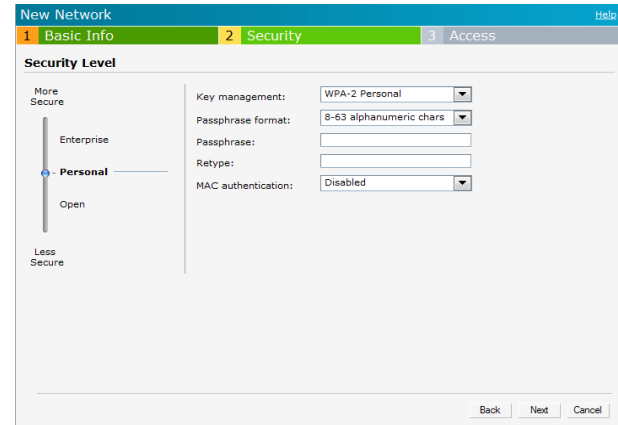 New Network
Help
1 Basic Info
2 Security
3 Access
Security Level
More
Secure
Enterprise
Personal
Open
Less
Secure
Key management: WPA-2 Personal
Passphrase format: 8-63 alphanumeric chars
Passphrase:
Retype:
MAC authentication: Disabled
Back Next Cancel